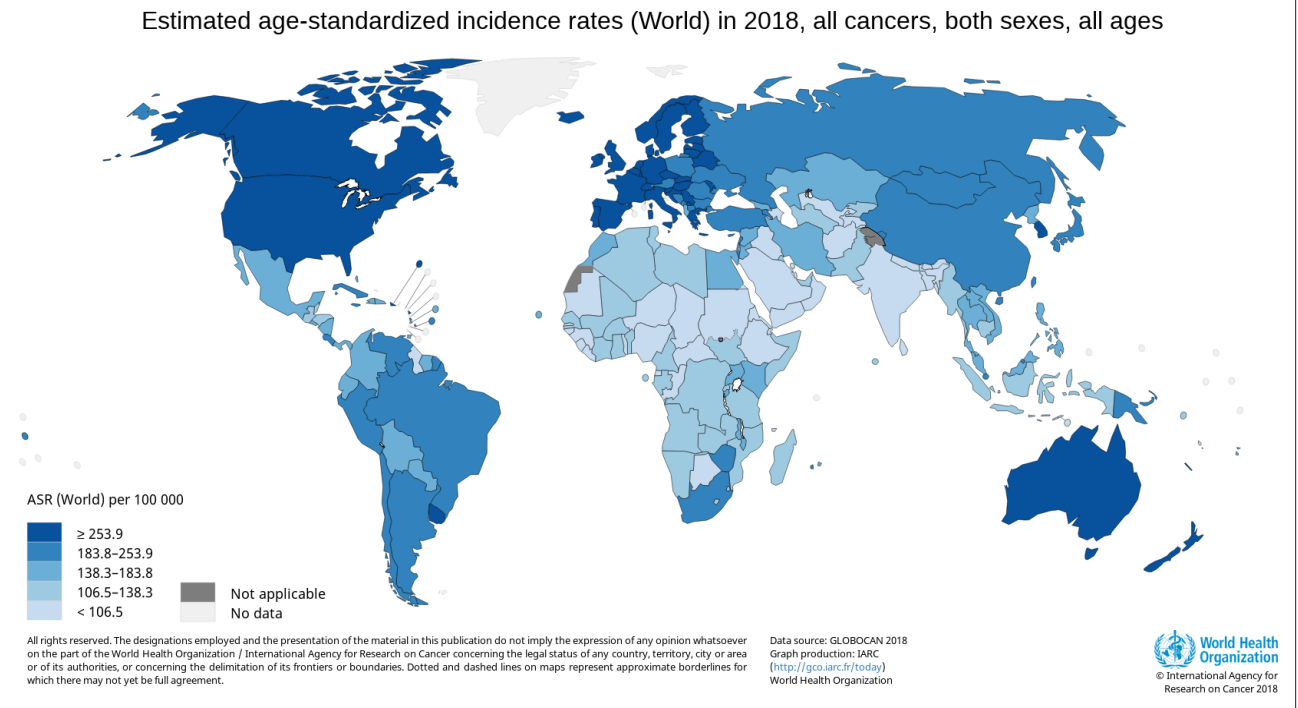 Estimated age-standardized incidence rates (World) in 2018, all cancers, both sexes, all ages
ASR (World) per 100 000
≥ 253.9
183.8–253.9
138.3–183.8
106.5–138.3
< 106.5
Not applicable
No data
All rights reserved. The designations employed and the presentation of the material in this publication do not imply the expression of any opinion whatsoever
on the part of the World Health Organization / International Agency for Research on Cancer concerning the legal status of any country, territory, city or area
or of its authorities, or concerning the delimitation of its frontiers or boundaries. Dotted and dashed lines on maps represent approximate borderlines for
which there may not yet be full agreement.
Data source: GLOBOCAN 2018
Graph production: IARC
(http://gco.iarc.fr/today)
World Health Organization
World Health
Organization
© International Agency for
Research on Cancer 2018